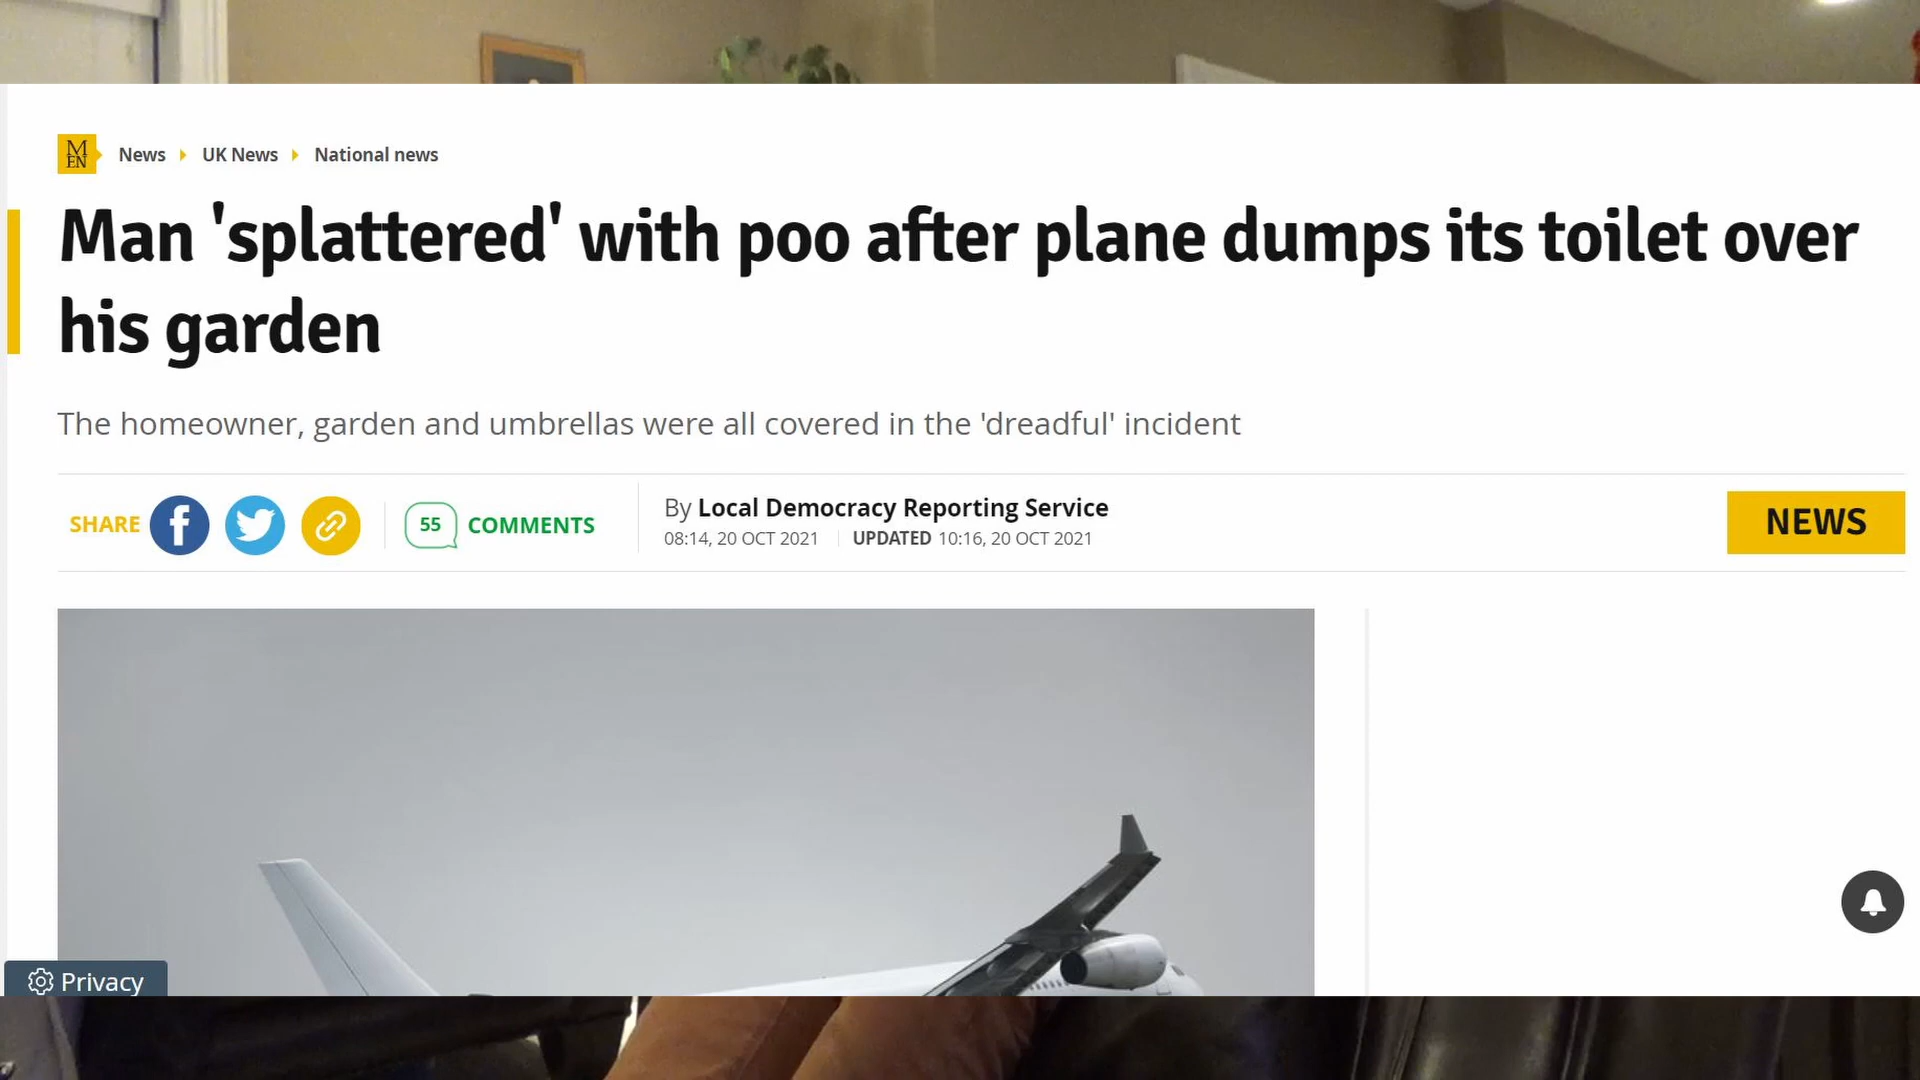 M
EN
News
UK News
National news
Man 'splattered' with poo after plane dumps its toilet over
his garden
The homeowner, garden and umbrellas were all covered in the 'dreadful' incident
SHARE
55
COMMENTS
By Local Democracy Reporting Service
08:14, 20 OCT 2021 UPDATED 10:16, 20 OCT 2021
NEWS
Privacy